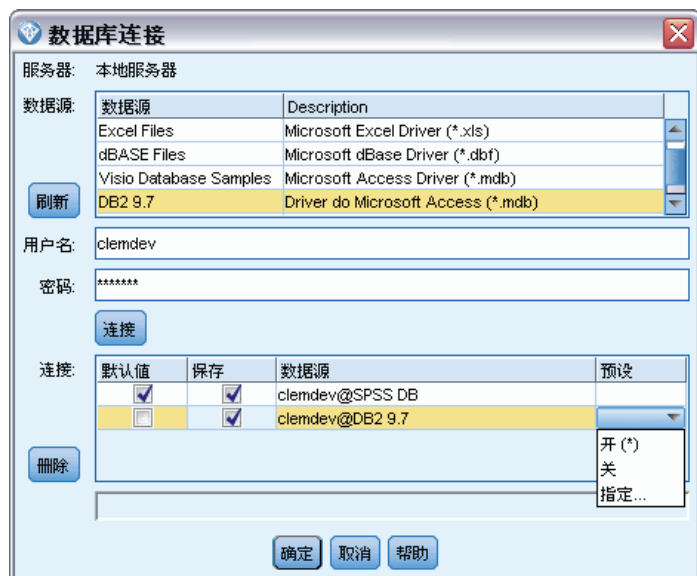 数据库连接
服务器: 本地服务器
数据源: 数据源 Description
Excel Files Microsoft Excel Driver (*.xls)
dBASE Files Microsoft dBase Driver (*.dbf)
Visio Database Samples Microsoft Access Driver (*.mdb)
刷新 DB2 9.7 Driver do Microsoft Access (*.mdb)
用户名: clemdev
密码: *******
连接
连接: 默认值 保存 数据源 预设
clemdev@SPSS DB
clemdev@DB2 9.7
开 (*)
删除 关
指定...
确定 取消 帮助